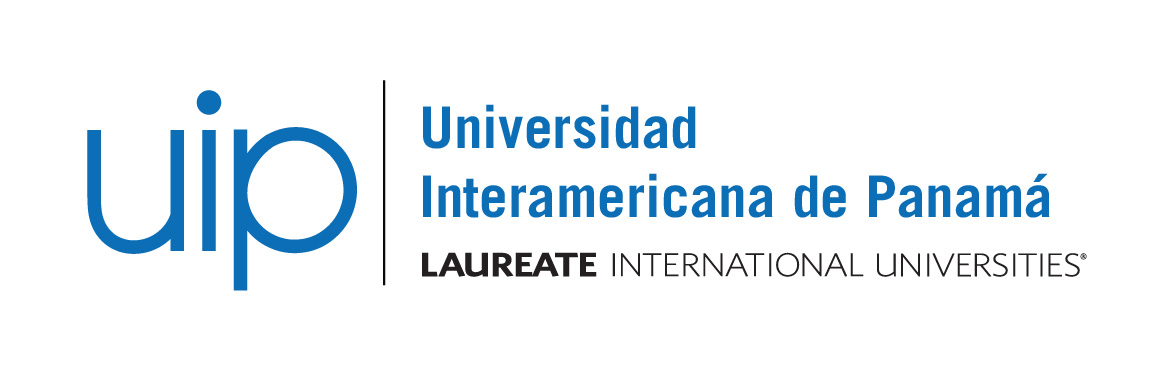 uip
Universidad
Interamericana de Panamá
LAUREATE INTERNATIONAL UNIVERSITIES®